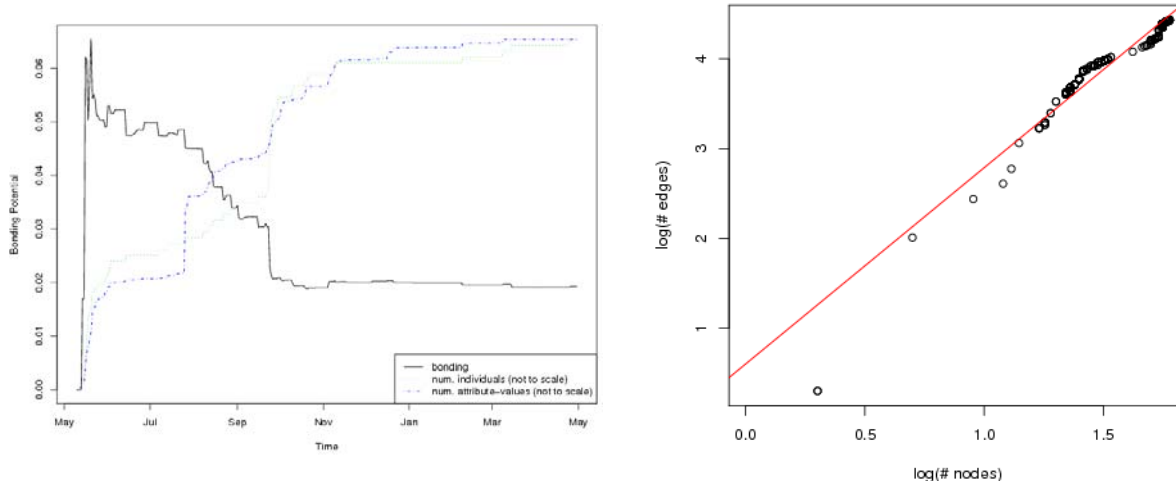 Bonding Potential
0.06
0.05
0.04
0.03
0.02
0.01
0.00
bonding
num. individuals (not to scale)
num. attribute-values (not to scale)
May Jul Sep Nov Jan Mar May
Time
log(# edges)
4
3
2
1
0.0 0.5 1.0 1.5
log(# nodes)